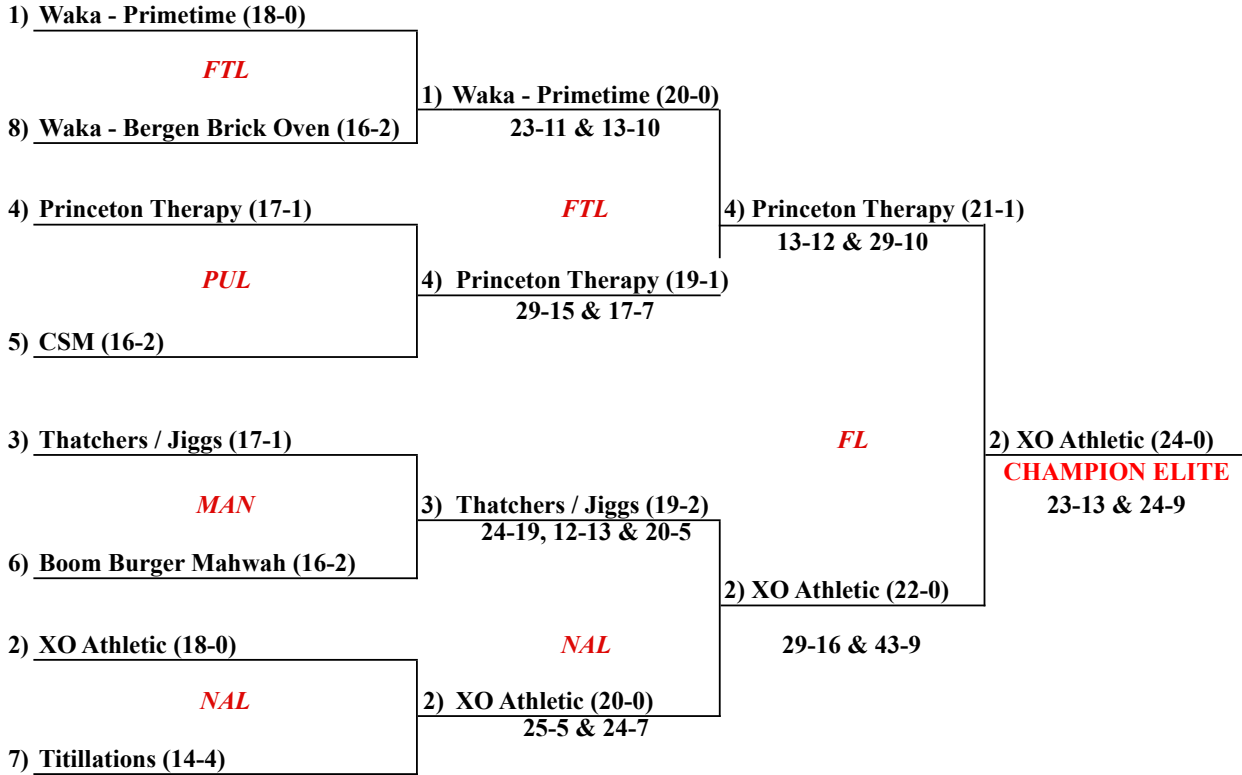 1) Waka - Primetime (18-0)
FTL
1) Waka - Primetime (20-0)
8) Waka - Bergen Brick Oven (16-2)
23-11 & 13-10
4) Princeton Therapy (17-1)
FTL
4) Princeton Therapy (21-1)
13-12 & 29-10
PUL
4) Princeton Therapy (19-1)
29-15 & 17-7
5) CSM (16-2)
3) Thatchers / Jiggs (17-1)
FL
2) XO Athletic (24-0)
CHAMPION ELITE
MAN
3) Thatchers / Jiggs (19-2)
23-13 & 24-9
24-19, 12-13 & 20-5
6) Boom Burger Mahwah (16-2)
2) XO Athletic (22-0)
2) XO Athletic (18-0)
NAL
29-16 & 43-9
NAL
2) XO Athletic (20-0)
25-5 & 24-7
7) Titillations (14-4)